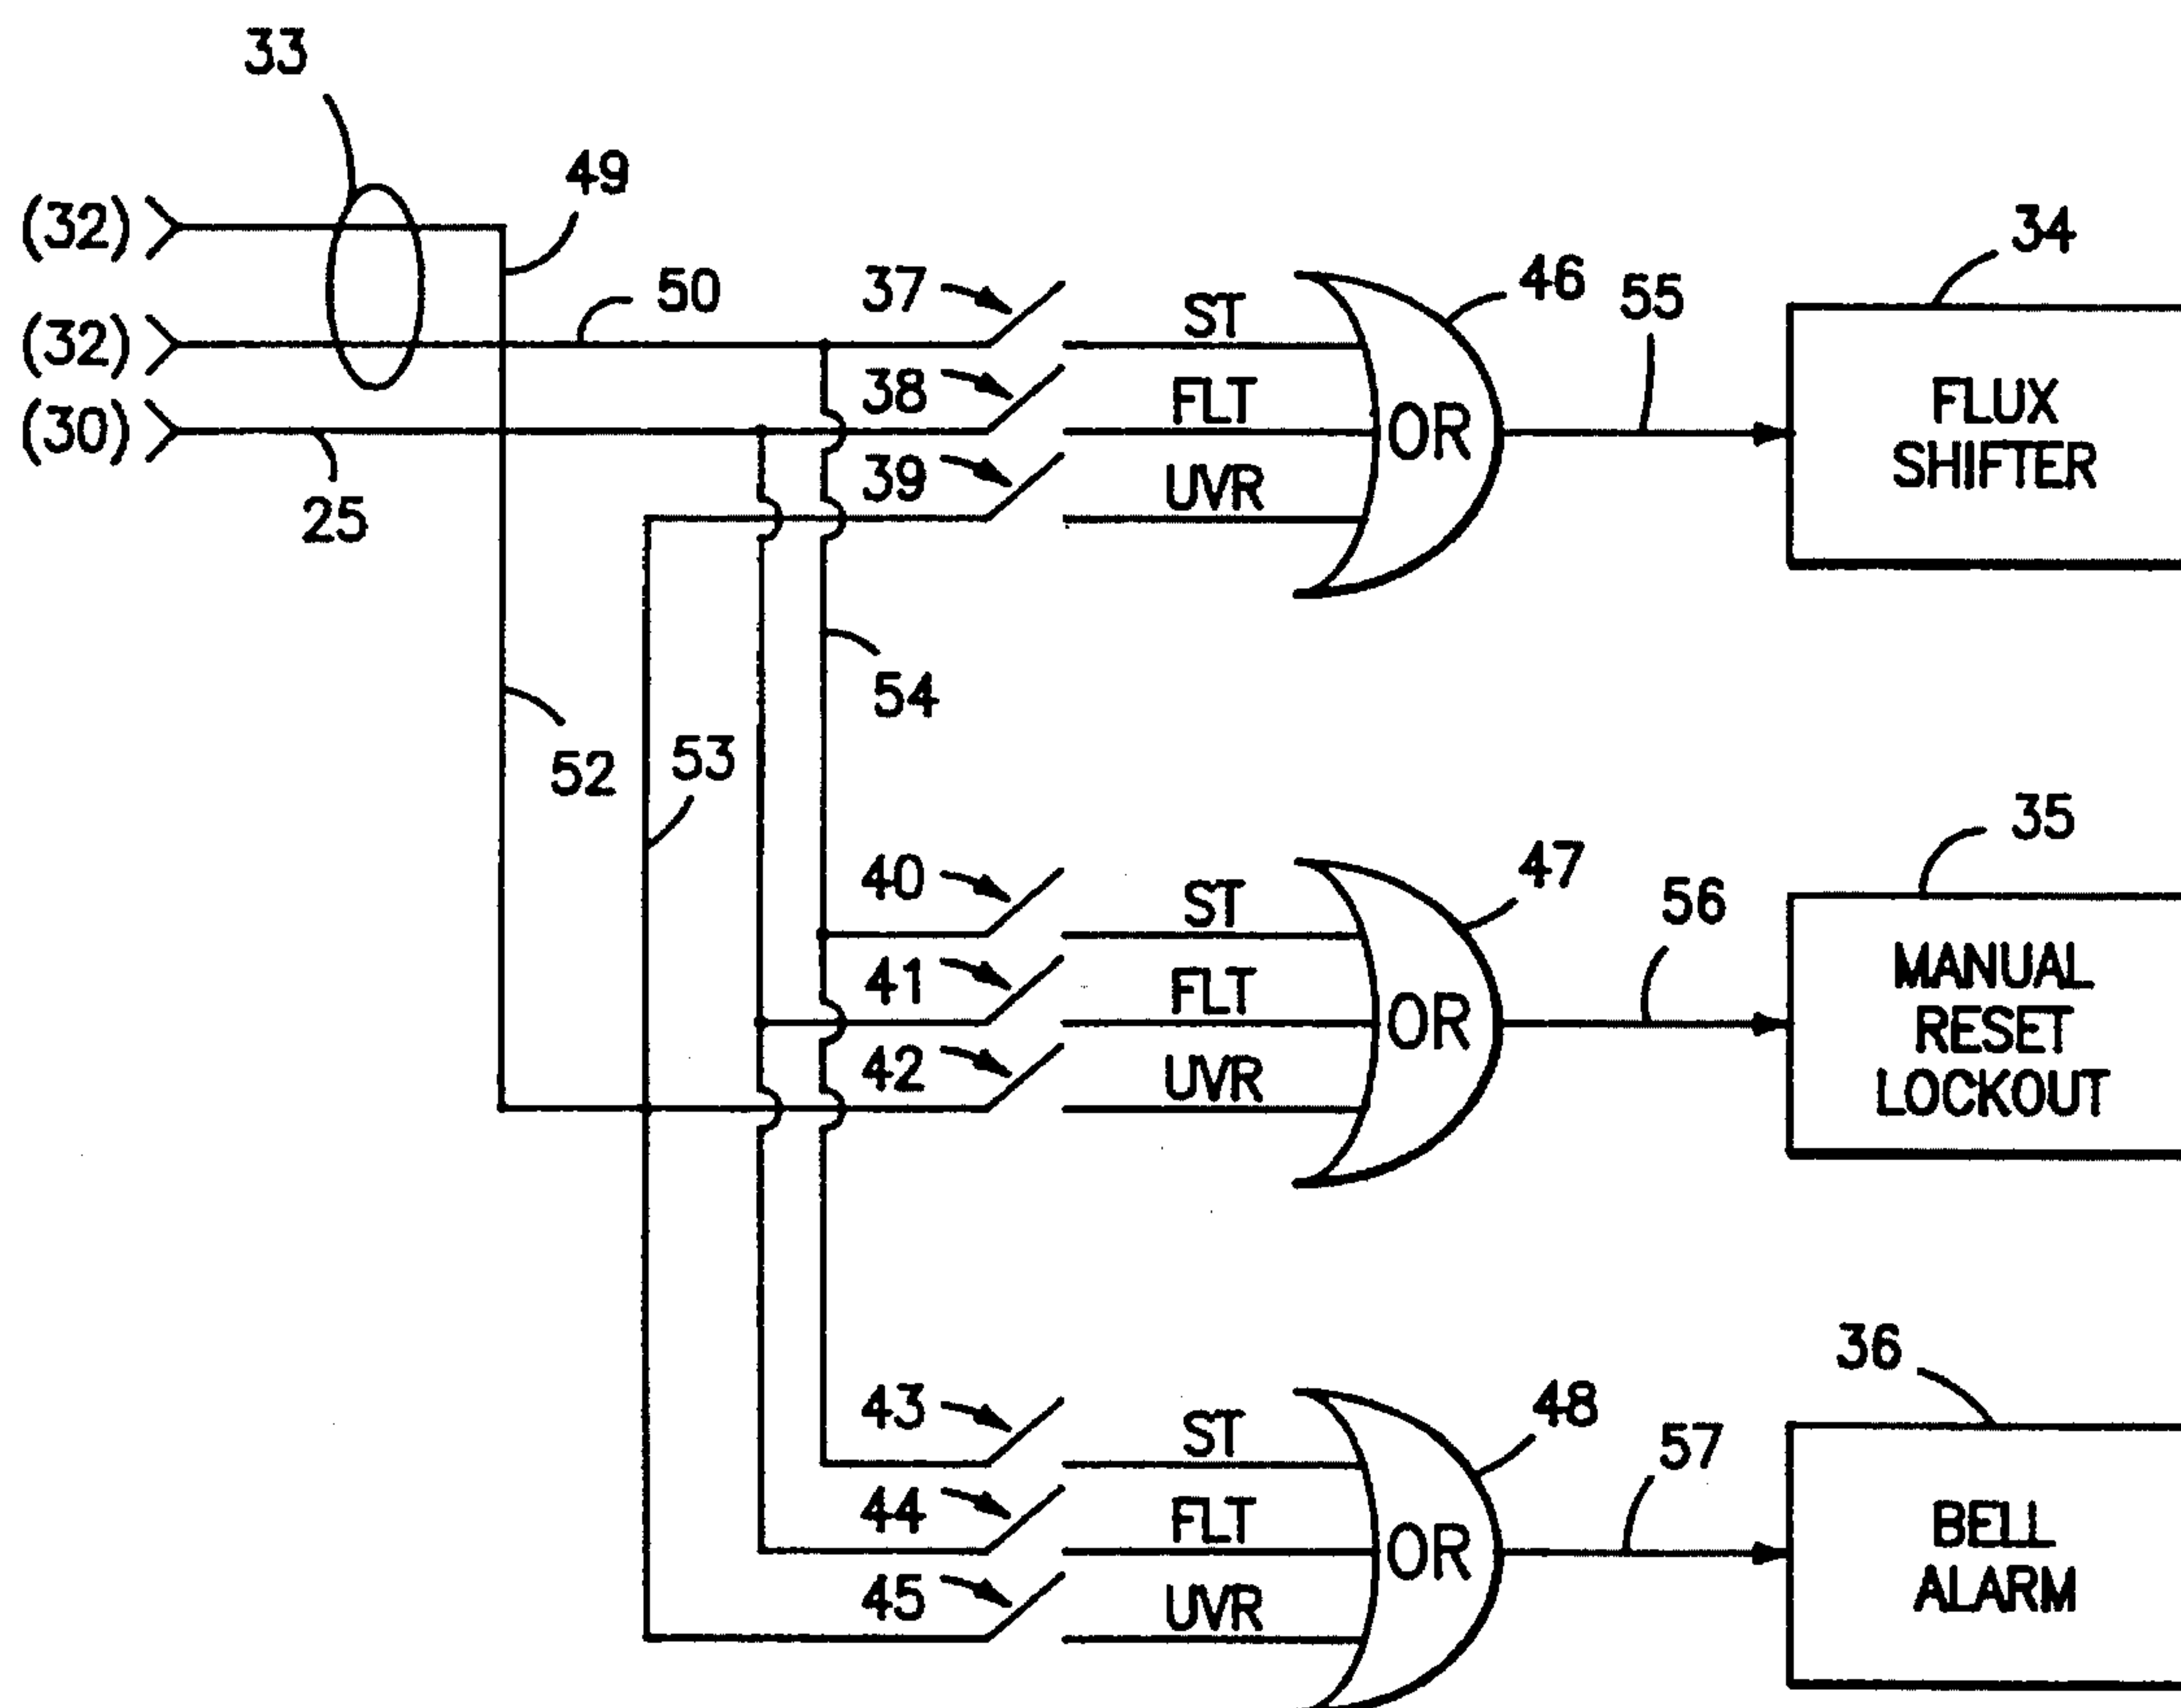 33
49
(32)
34
50
37
ST
46
55
(32)
38
FLT
OR
FLUX
SHIFTER
(30)
39
UVR
25
54
53
52
35
40
ST
47
56
41
FLT
OR
MANUAL
RESET
LOCKOUT
42
UVR
36
43
ST
48
57
44
FLT
OR
BELL
ALARM
45
UVR